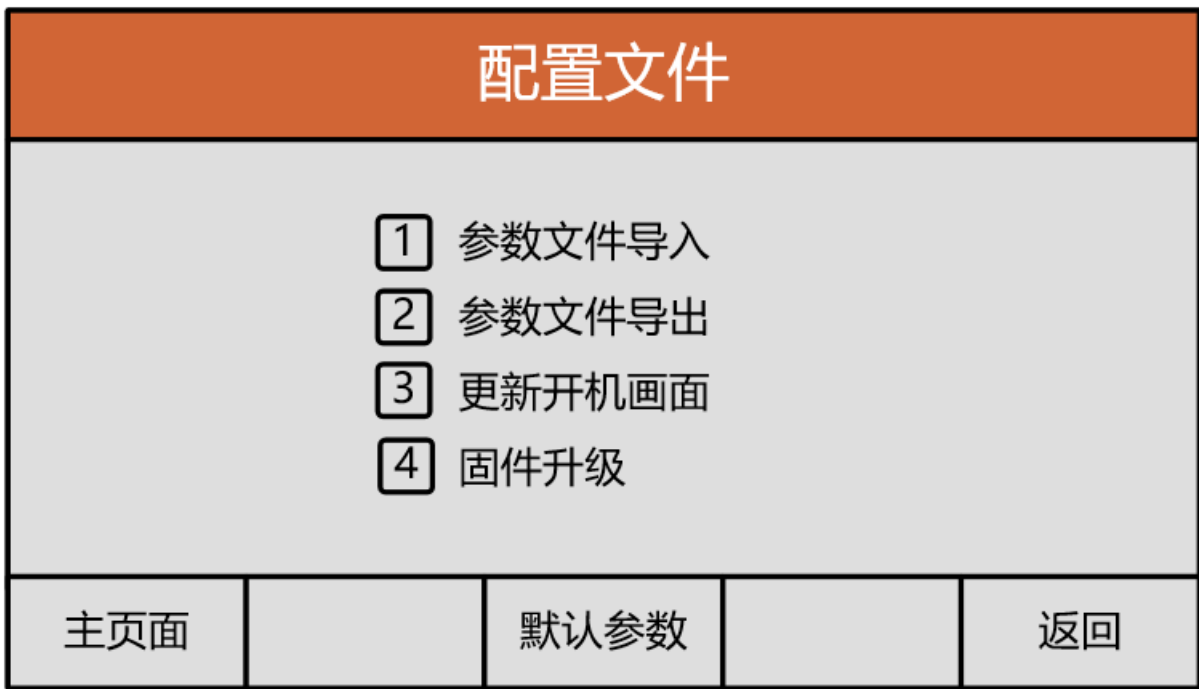 配置文件
1 参数文件导入
2 参数文件导出
3 更新开机画面
4 固件升级
主页面 默认参数 返回